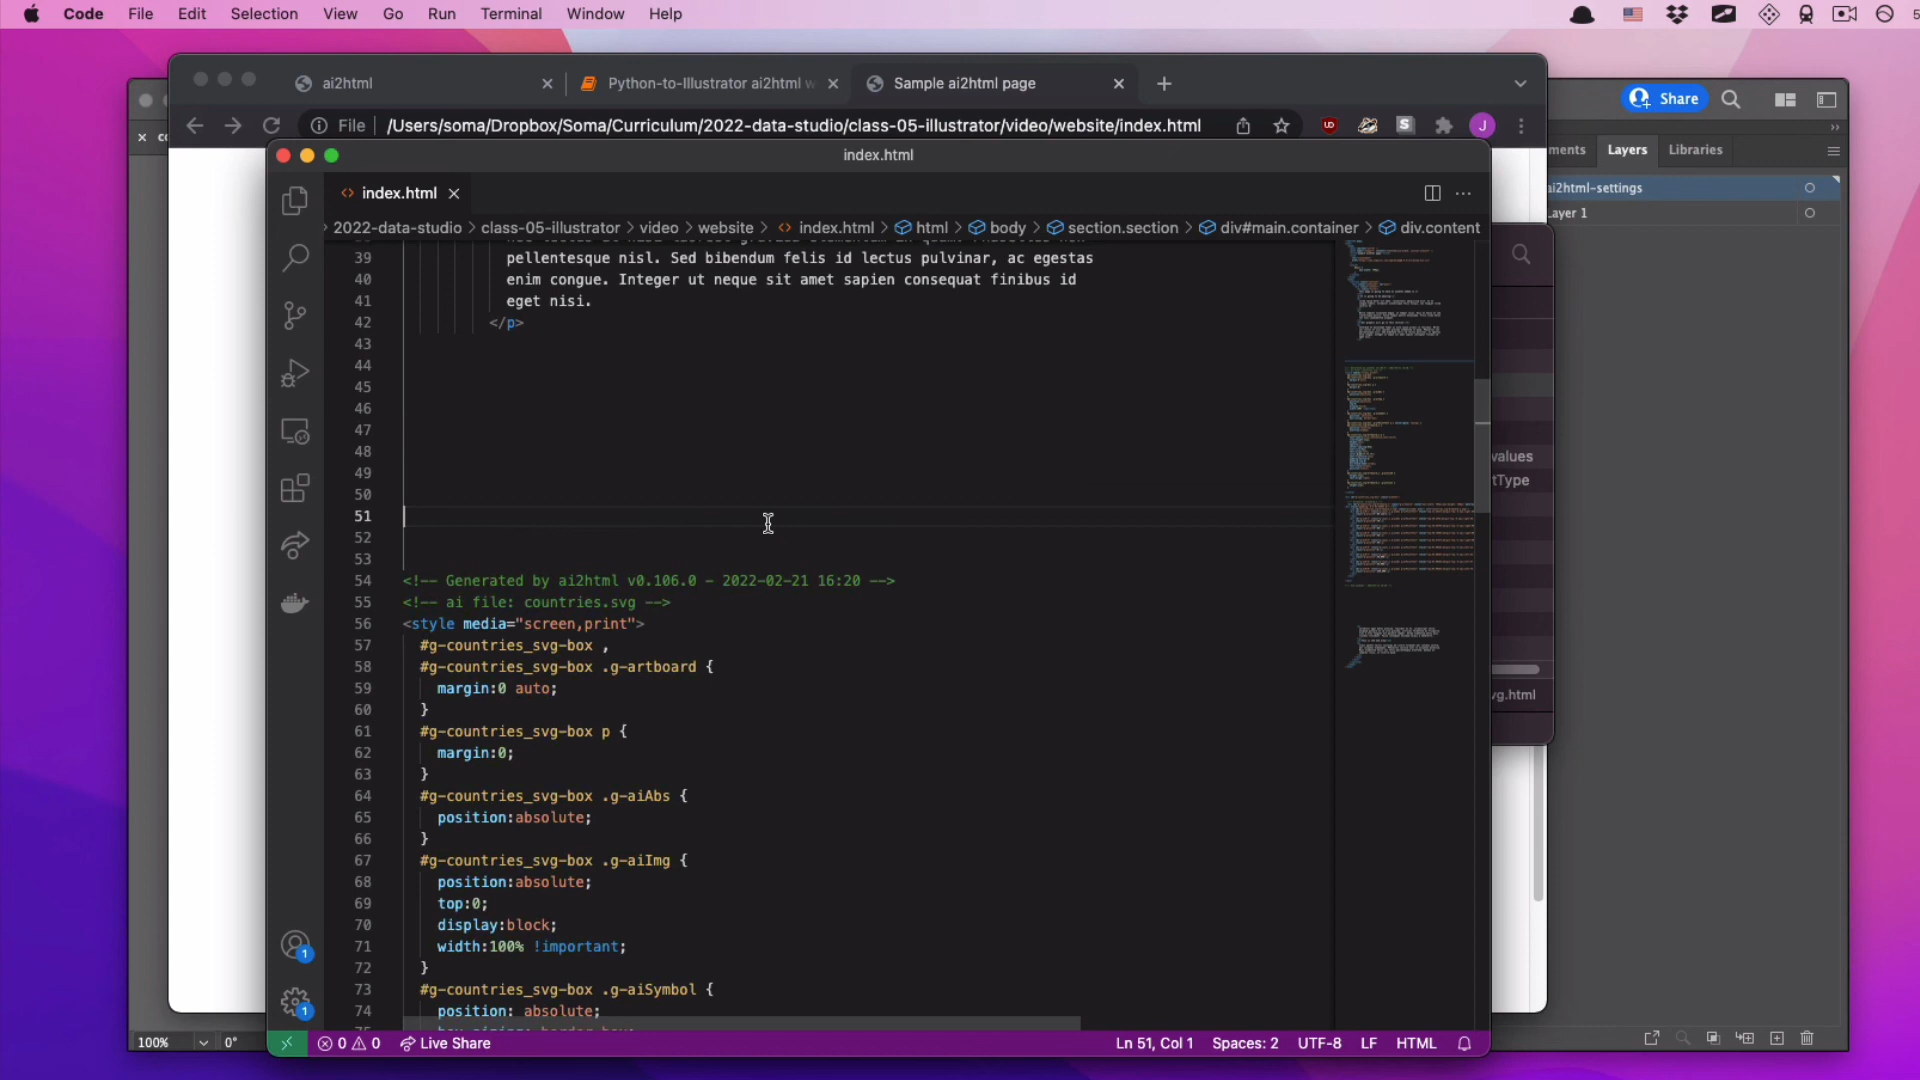 Code File Edit Selection View Go Run Terminal Window Help
ai2html Python-to-Illustrator ai2html Sample ai2html page
File /Users/soma/Dropbox/Soma/Curriculum/2022-data-studio/class-05-illustrator/video/website/index.html
J
Share
Layers Libraries
ai2html-settings
Layer 1
index.html
index.html
2022-data-studio > class-05-illustrator > video > website > index.html > html > body > section.section > div#main.container > div.content
39 pellentesque nisl. Sed bibendum felis id lectus pulvinar, ac egestas
40 enim congue. Integer ut neque sit amet sapien consequat finibus id
41 eget nisi.
42 </p>
43
44
45
46
47
48
49
50
51
52
53
54 <!-- Generated by ai2html v0.106.0 - 2022-02-21 16:20 -->
55 <!-- ai file: countries.svg -->
56 <style media="screen,print">
57 #g-countries_svg-box ,
58 #g-countries_svg-box .g-artboard {
59 margin:0 auto;
60 }
61 #g-countries_svg-box p {
62 margin:0;
63 }
64 #g-countries_svg-box .g-aiAbs {
65 position:absolute;
66 }
67 #g-countries_svg-box .g-aiImg {
68 position:absolute;
69 top:0;
70 display:block;
71 width:100% !important;
72 }
73 #g-countries_svg-box .g-aiSymbol {
74 position: absolute;
values
tType
vg.html
1
1
100% 0°
0 0 Live Share
Ln 51, Col 1 Spaces: 2 UTF-8 LF HTML